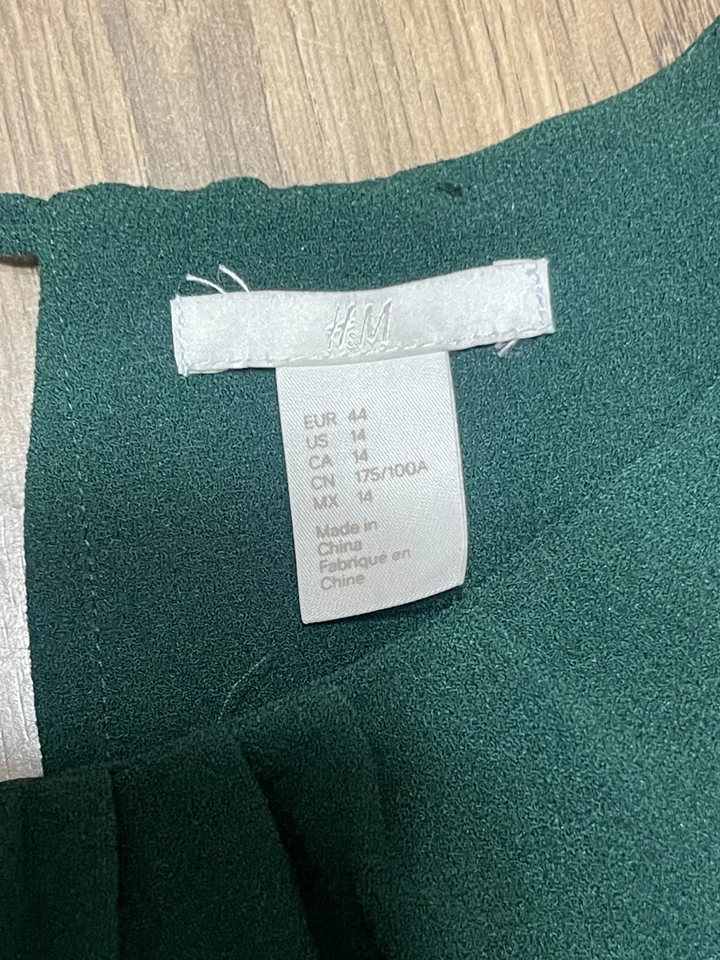 H&M
EUR 44
US 14
CA 14
CN 175/100A
MX 14
Made in
China
Fabriqué en
Chine